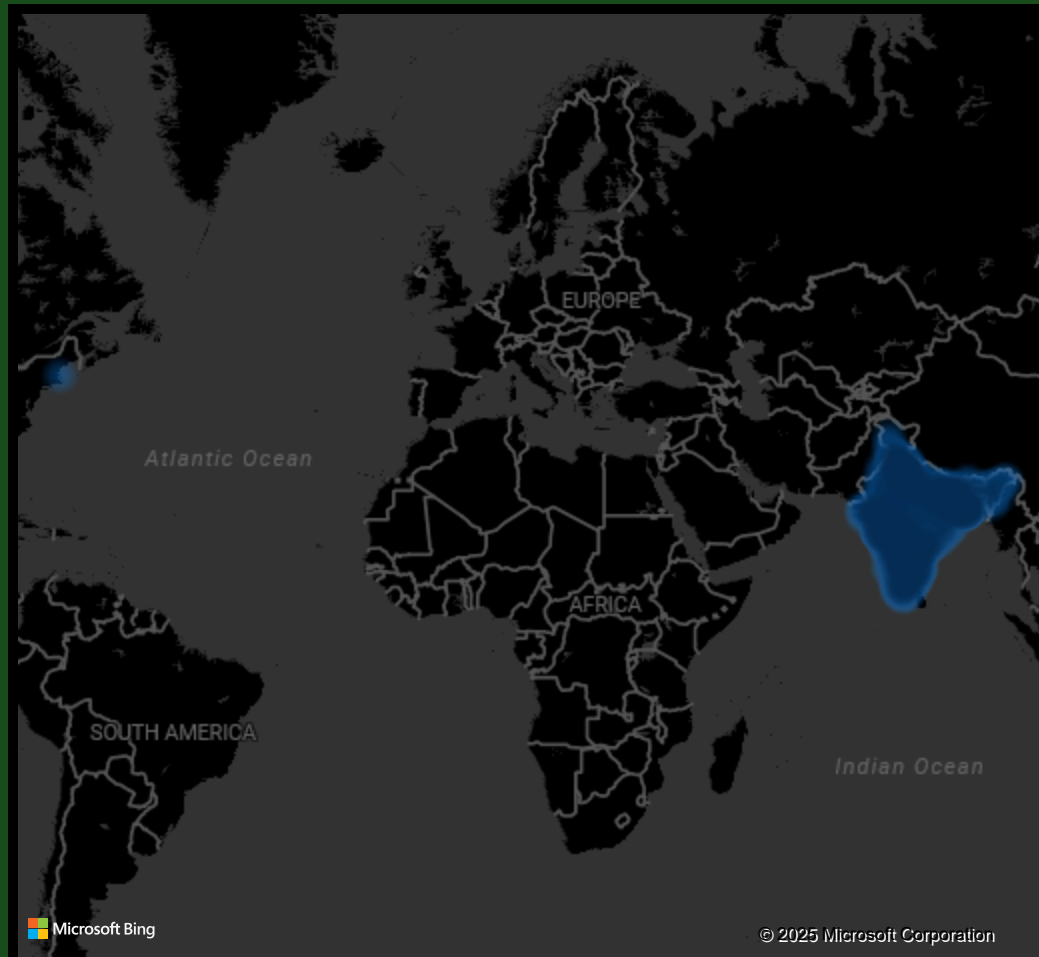 EUROPE
Atlantic Ocean
AFRICA
SOUTH AMERICA
Indian Ocean
Microsoft Bing
© 2025 Microsoft Corporation